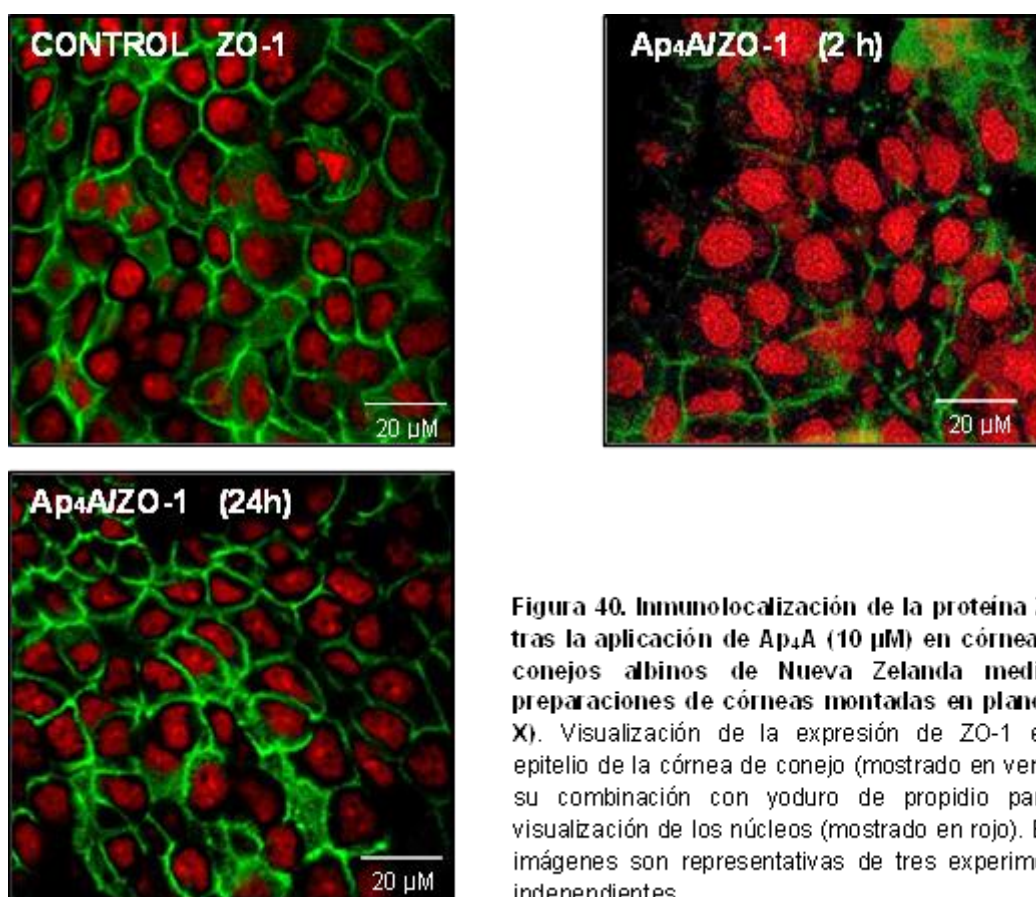 CONTROL ZO-1
20 µM
Ap₄A/ZO-1 (2 h)
20 µM
Ap₄A/ZO-1 (24h)
20 µM
Figura 40. Inmunolocalización de la proteína
tras la aplicación de Ap₄A (10 µM) en córnea
conejos albinos de Nueva Zelanda medi
preparaciones de córneas montadas en plan
X). Visualización de la expresión de ZO-1 e
epitelio de la córnea de conejo (mostrado en ver
su combinación con yoduro de propidio par
visualización de los núcleos (mostrado en rojo).
imágenes son representativas de tres experim
independientes